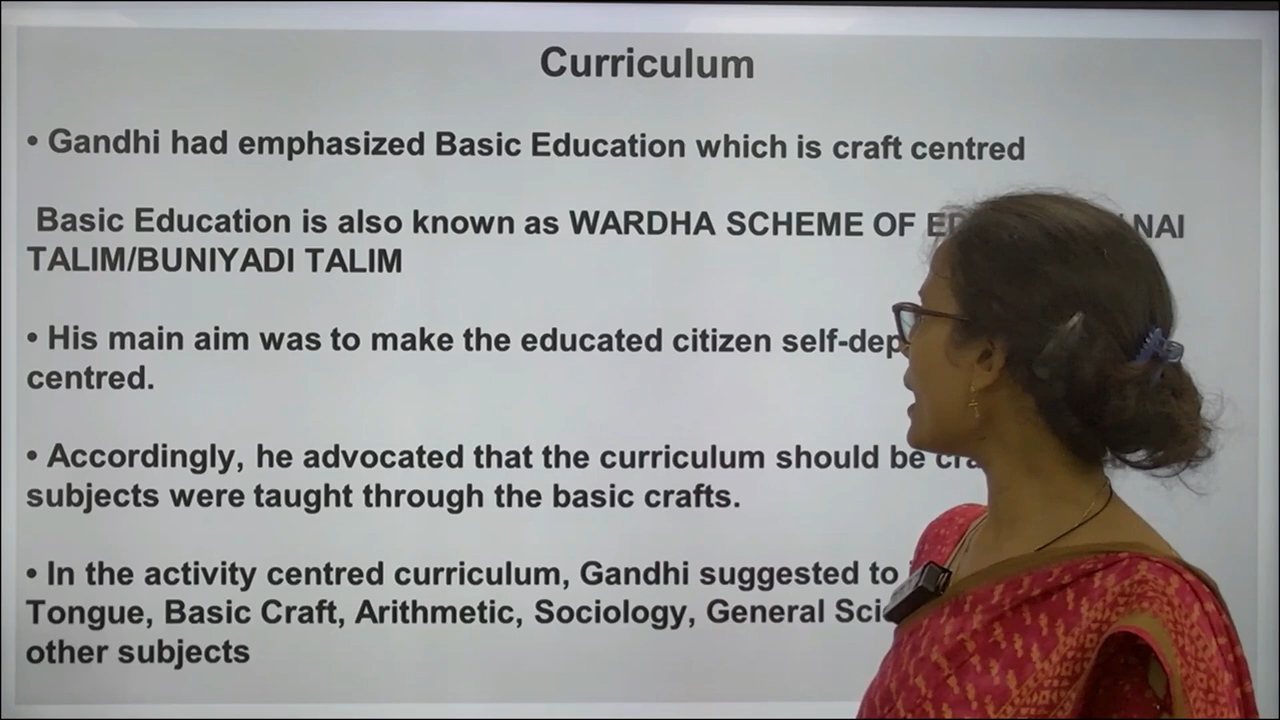 Curriculum
• Gandhi had emphasized Basic Education which is craft centred
Basic Education is also known as WARDHA SCHEME OF NAI
TALIM/BUNIYADI TALIM
• His main aim was to make the educated citizen
centred.
• Accordingly, he advocated that the curriculum should be
subjects were taught through the basic crafts.
• In the activity centred curriculum, Gandhi suggested to
Tongue, Basic Craft, Arithmetic, Sociology, General
other subjects